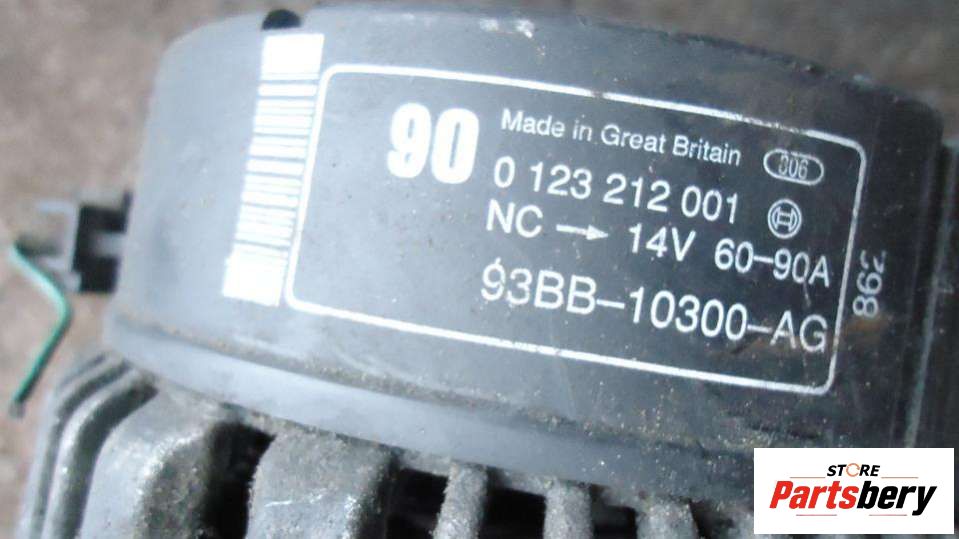 90
Made in Great Britain 006
0 123 212 001
NC → 14V 60–90A
93BB–10300–AG
862
STORE
Partsbery